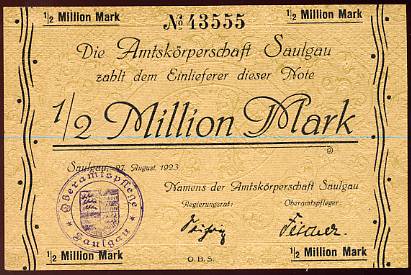 ½ Million Mark
№ 43555
½ Million Mark
Die Amtskörperschaft Saulgau
zahlt dem Einlieferer dieser Note
½ Million Mark
Saulgau, 27. August 1923
Namens der Amtskörperschaft Saulgau
Regierungsrat:
Oberamtspfleger:
Oberamtspflege
Saulgau
½ Million Mark
O.B.S.
½ Million Mark